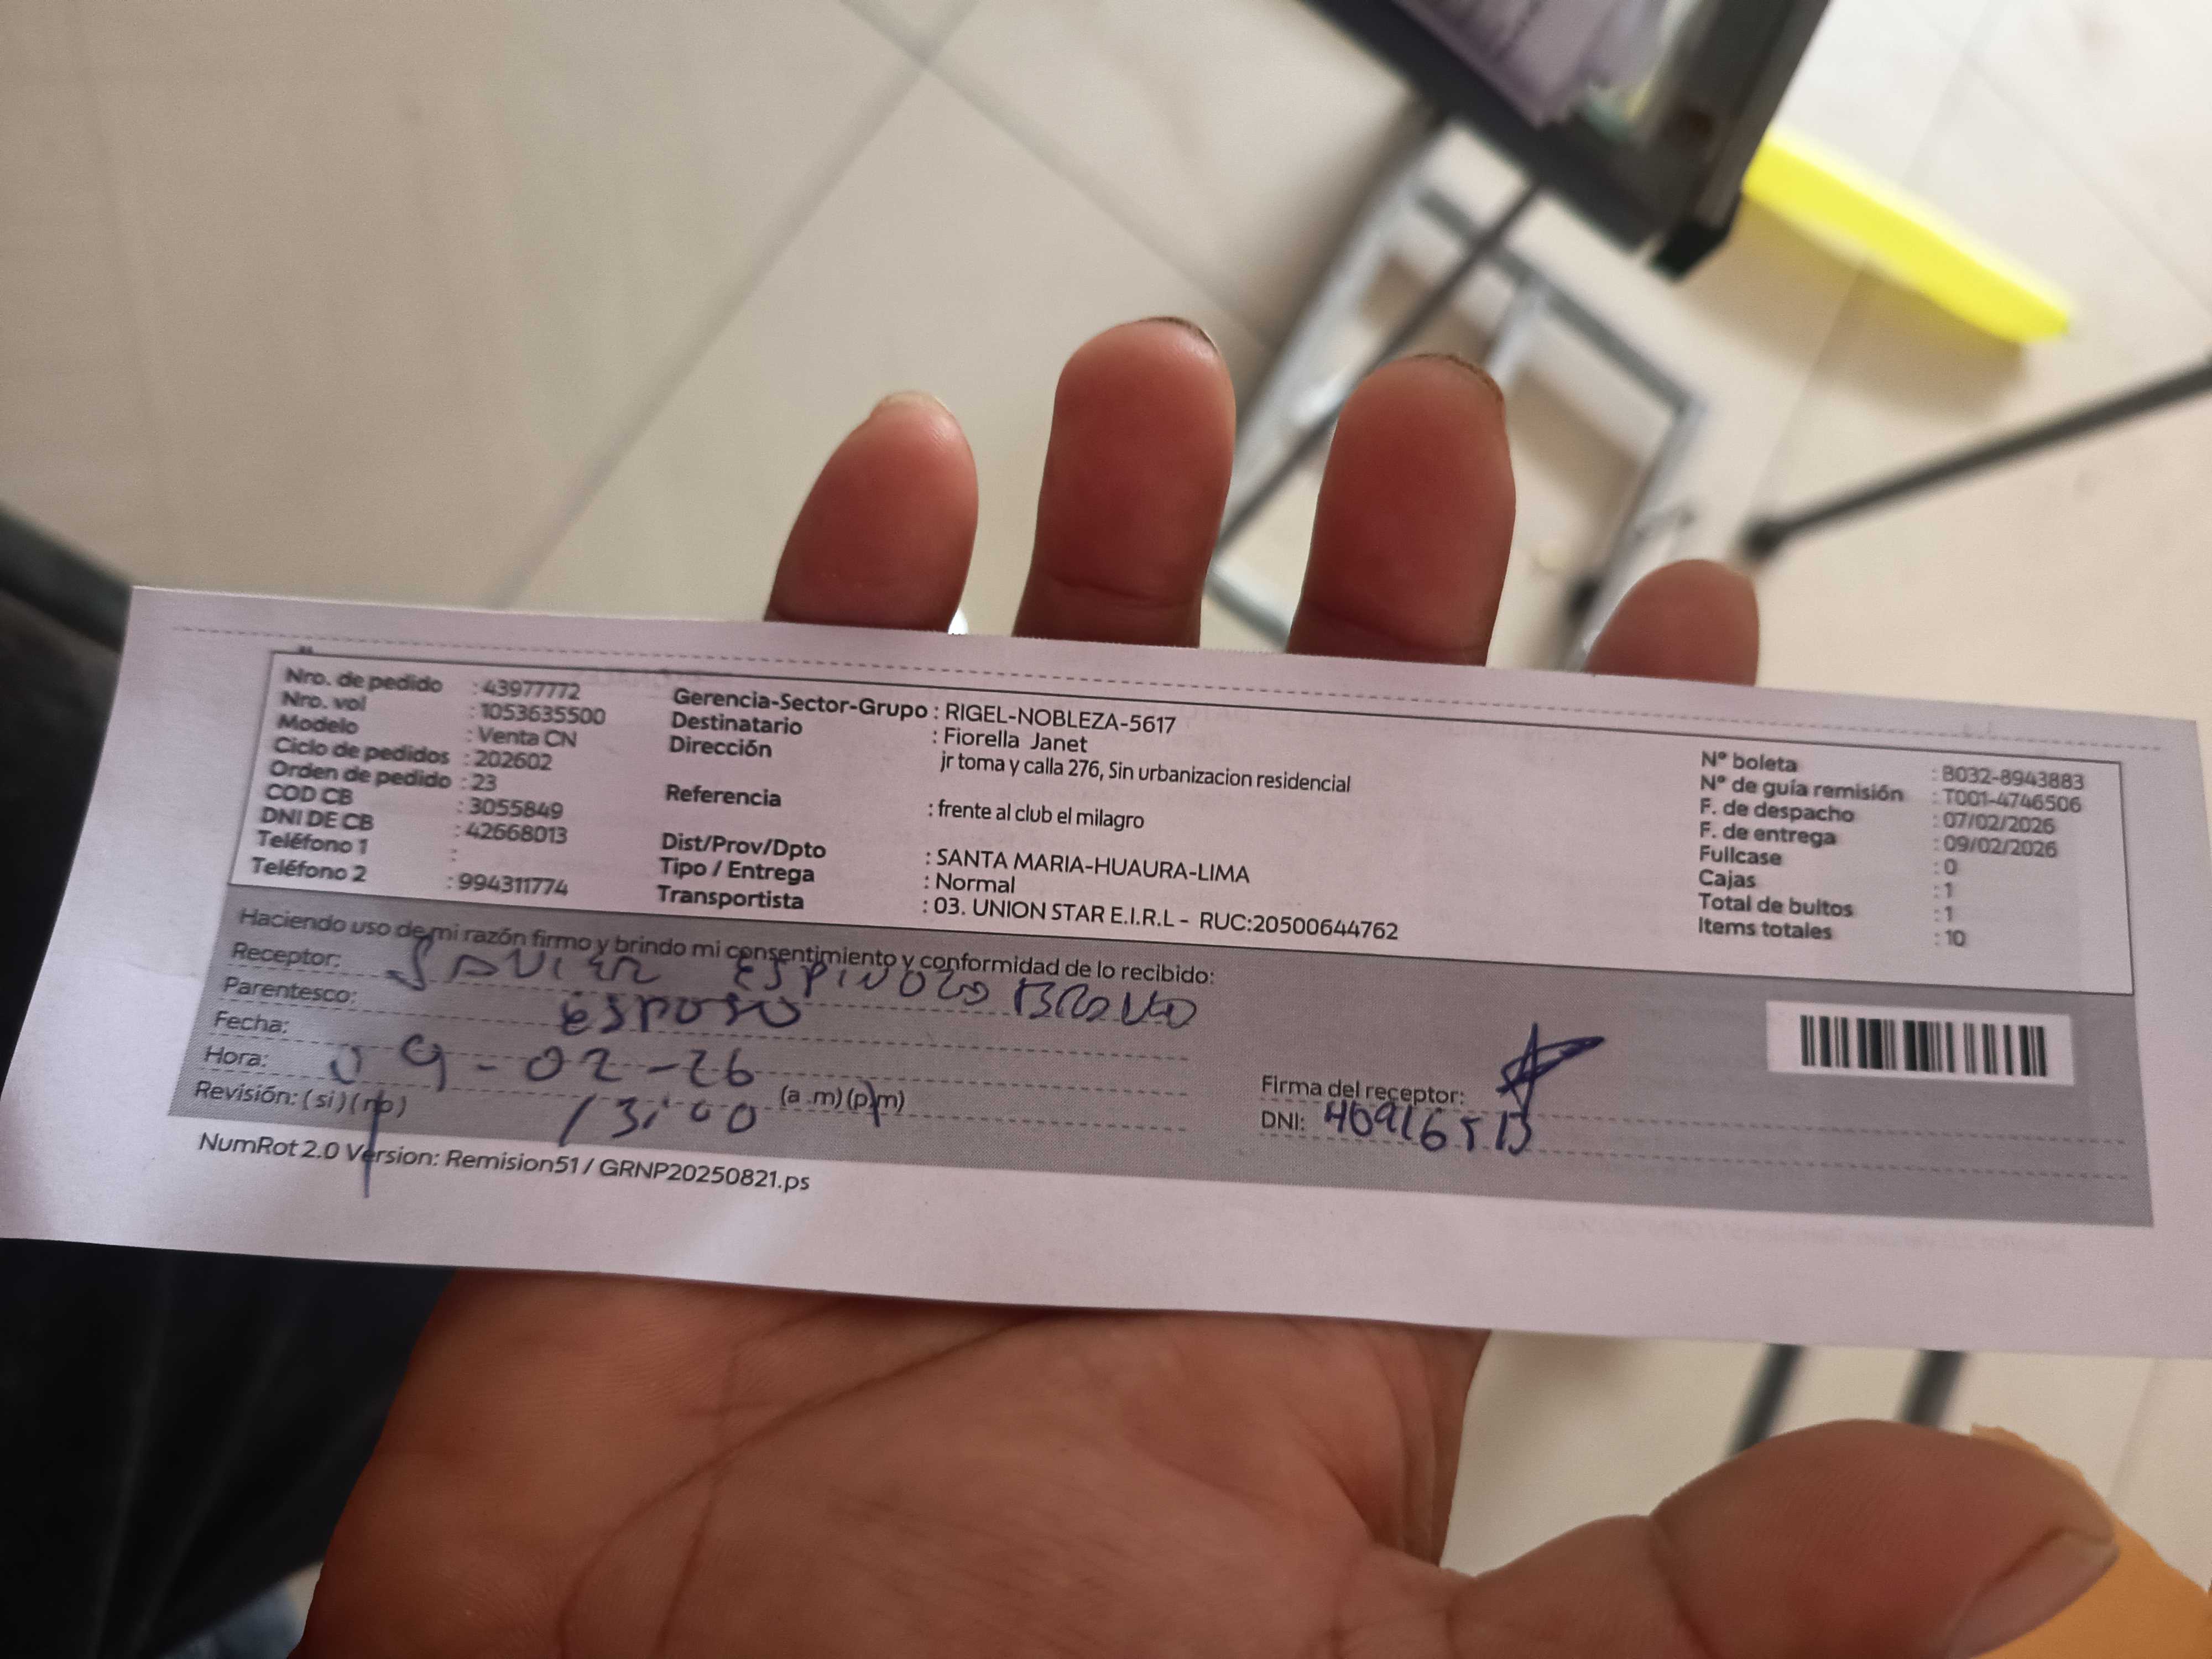 Nro. de pedido : 43977772
Nro. vol : 1053635500
Modelo : Venta CN
Ciclo de pedidos : 202602
Orden de pedido : 23
COD CB : 3055849
DNI DE CB : 42668013
Teléfono 1 :
Teléfono 2 : 994311774
Gerencia-Sector-Grupo : RIGEL-NOBLEZA-5617
Destinatario : Fiorella Janet
Dirección jr toma y calla 276, Sin urbanizacion residencial
Referencia : frente al club el milagro
Dist/Prov/Dpto : SANTA MARIA-HUAURA-LIMA
Tipo / Entrega : Normal
Transportista : 03. UNION STAR E.I.R.L - RUC:20500644762
Nº boleta : B032-8943883
Nº de guía remisión : T001-4746506
F. de despacho : 07/02/2026
F. de entrega : 09/02/2026
Fullcase : 0
Cajas : 1
Total de bultos : 1
Items totales : 10
Haciendo uso de mi razón firmo y brindo mi consentimiento y conformidad de lo recibido:
Receptor: ESPINOZA
Parentesco: esposo
Fecha: 09-02-26
Hora: 13:00 (a .m) (p.m)
Revisión: (si) (no)
Firma del receptor:
DNI:
NumRot 2.0 Version: Remision51 / GRNP20250821.ps